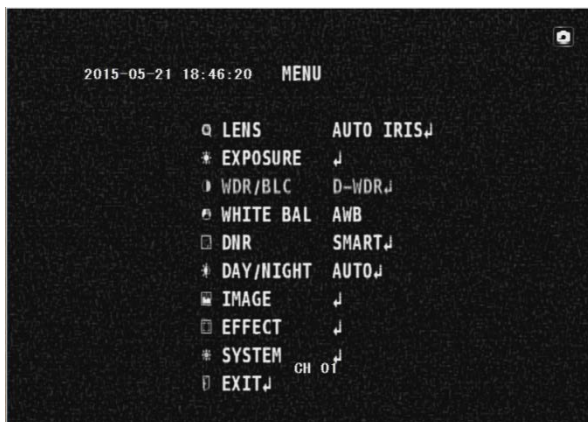 2015-05-21 18:46:20 MENU
LENS AUTO IRIS↲
EXPOSURE ↲
WDR/BLC D-WDR↲
WHITE BAL AWB
DNR SMART↲
DAY/NIGHT AUTO↲
IMAGE ↲
EFFECT ↲
SYSTEM ↲
CH 01
EXIT↲